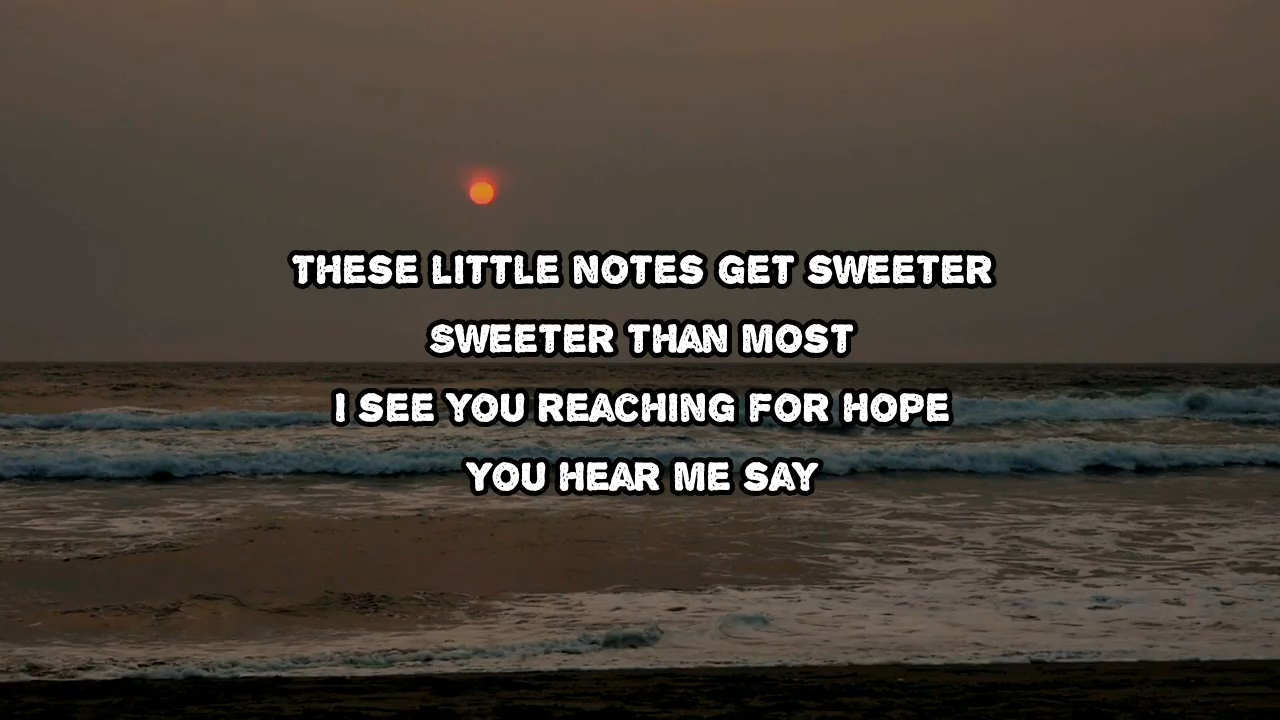 THESE LITTLE NOTES GET SWEETER
SWEETER THAN MOST
I SEE YOU REACHING FOR HOPE
YOU HEAR ME SAY